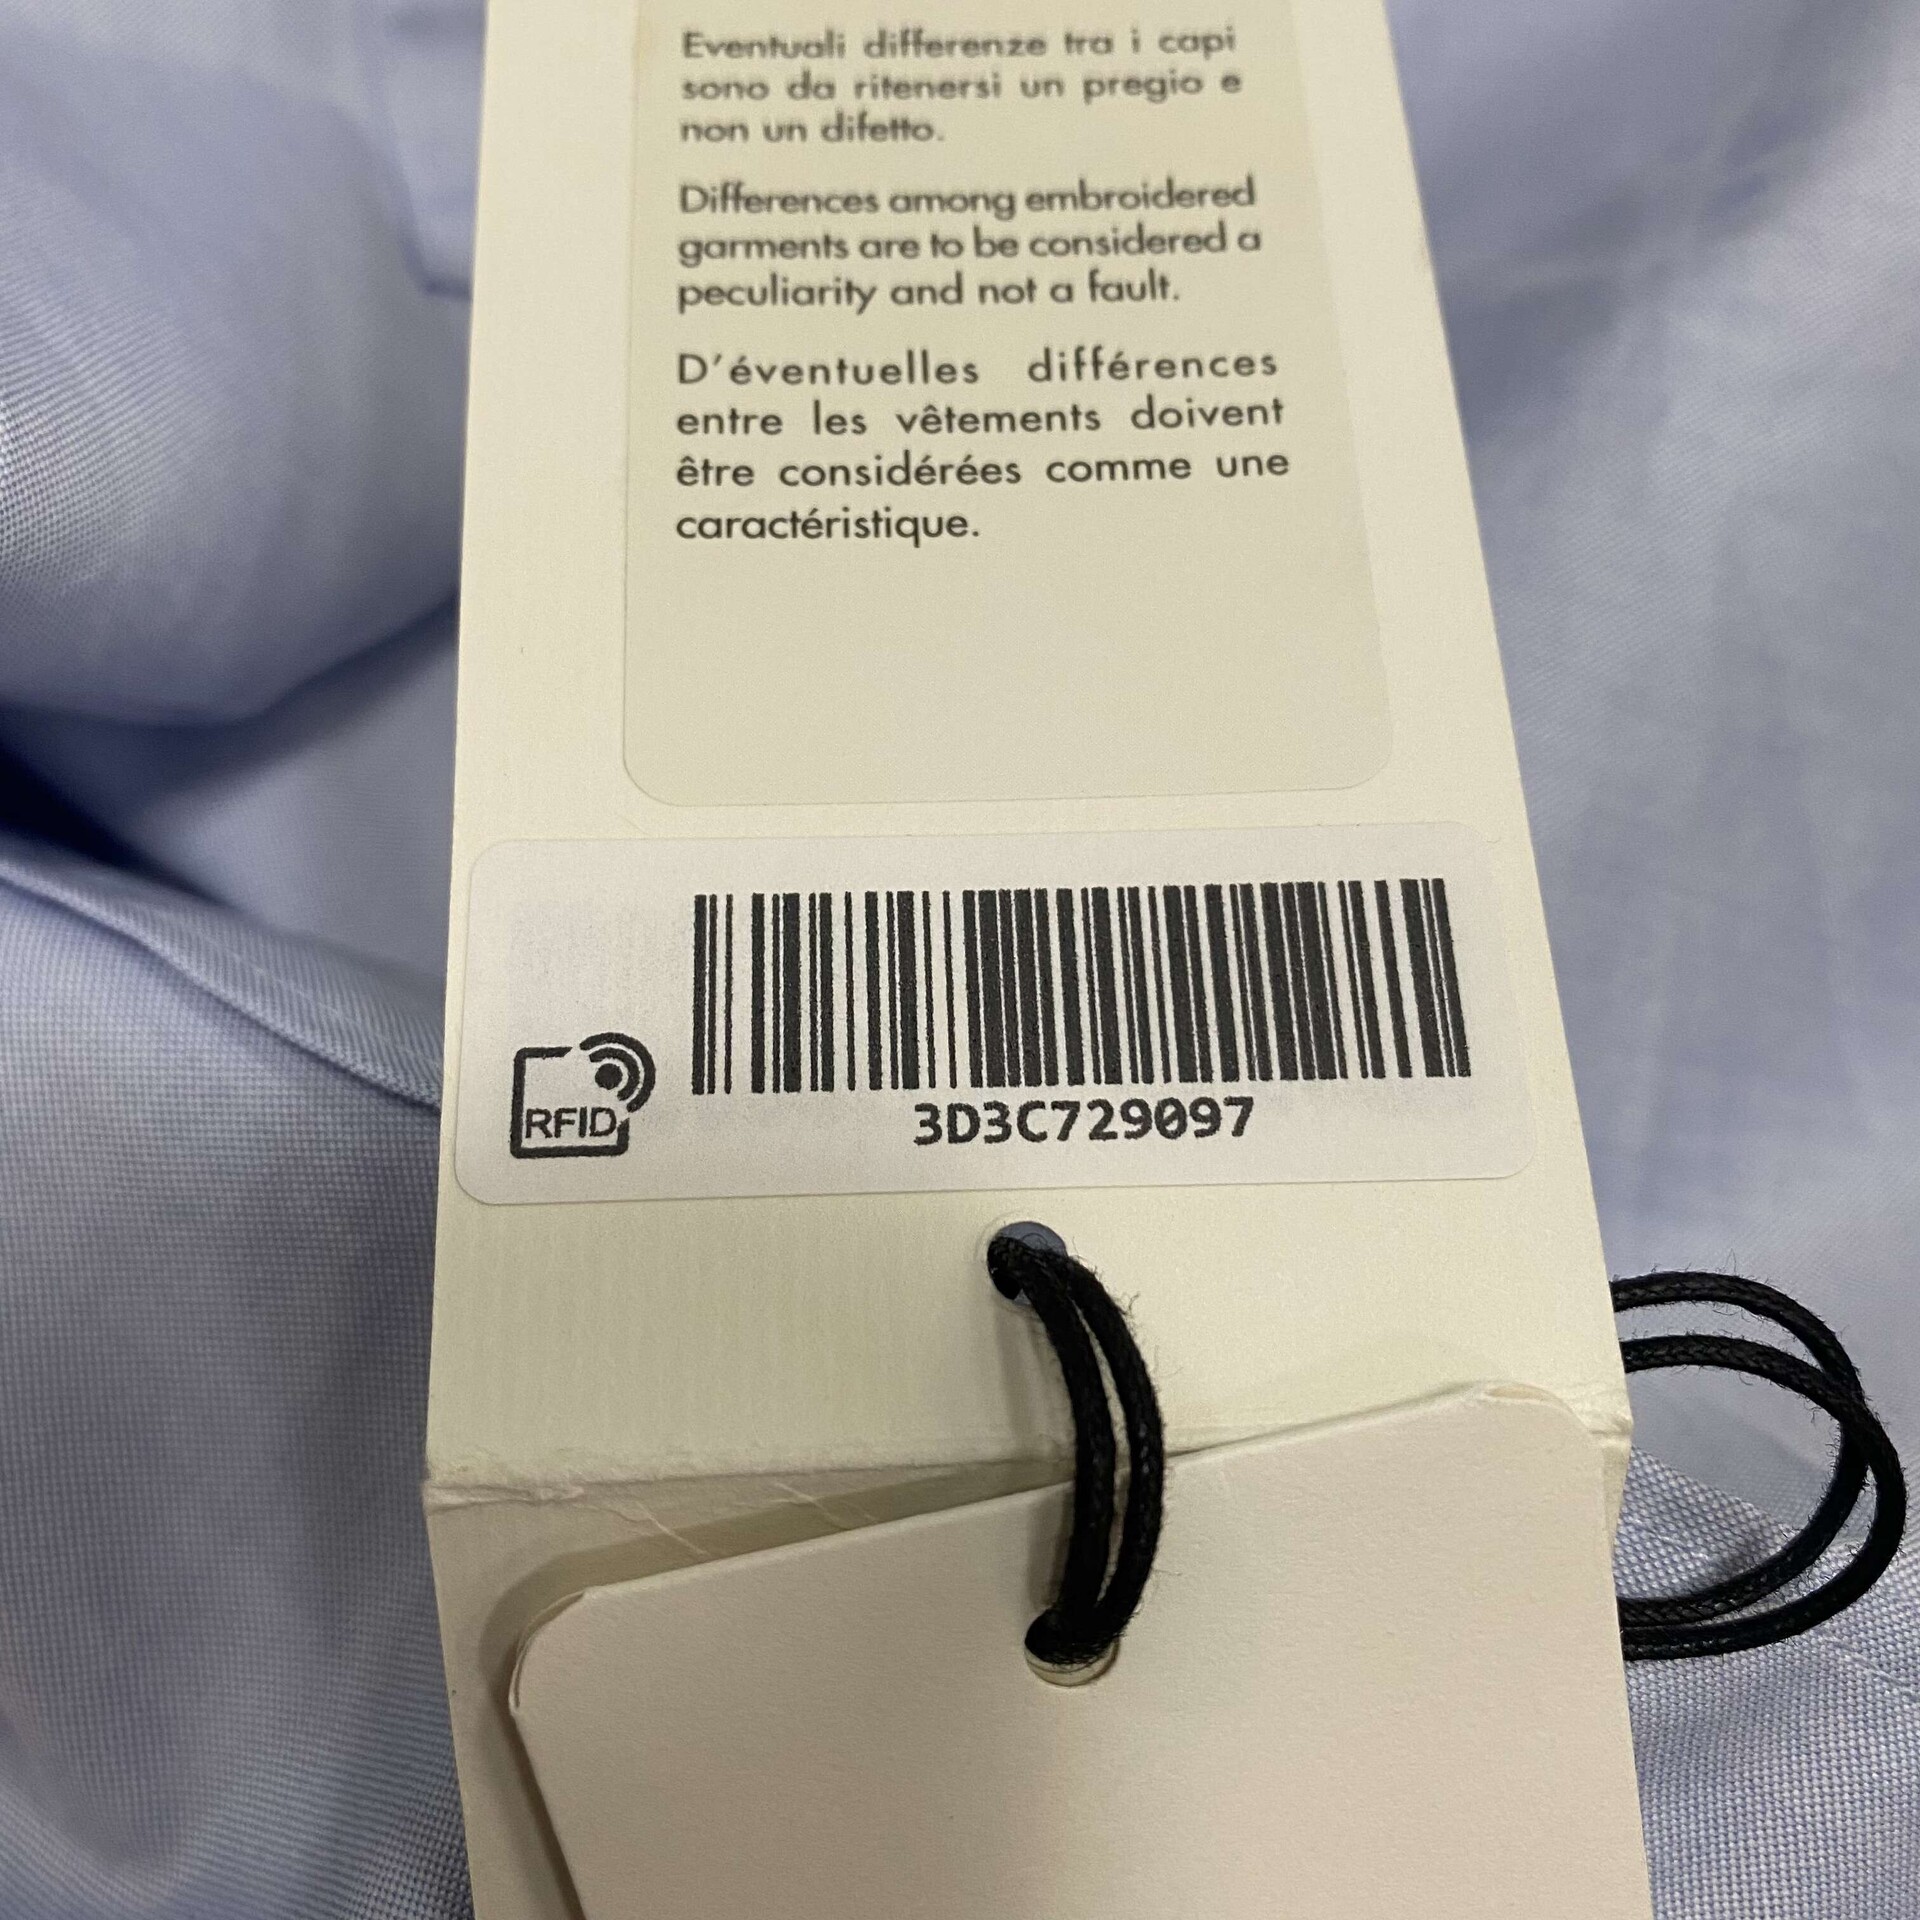 Eventuali differenze tra i capi
sono da ritenersi un pregio e
non un difetto.
Differences among embroidered
garments are to be considered a
peculiarity and not a fault.
D'éventuelles différences
entre les vêtements doivent
être considérées comme une
caractéristique.
RFID
3D3C729097